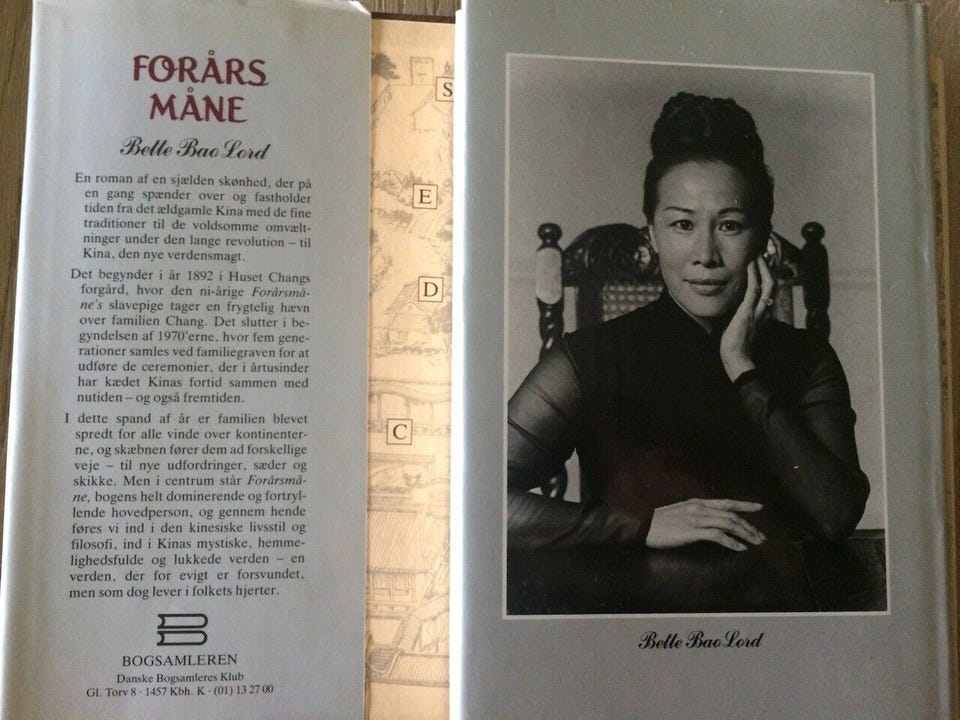 FORÅRS
MÅNE
Bette Bao Lord
En roman af en sjælden skønhed, der på
en gang spænder over og fastholder
tiden fra det ældgamle Kina med de fine
traditioner til de voldsomme omvælt-
ninger under den lange revolution – til
Kina, den nye verdensmagt.
Det begynder i år 1892 i Huset Changs
forgård, hvor den ni-årige Forårsmå-
ne's slavepige tager en frygtelig hævn
over familien Chang. Det slutter i be-
gyndelsen af 1970'erne, hvor fem gene-
rationer samles ved familiegraven for at
udføre de ceremonier, der i årtusinder
har kædet Kinas fortid sammen med
nutiden – og også fremtiden.
I dette spand af år er familien blevet
spredt for alle vinde over kontinenter-
ne, og skæbnen fører dem ad forskellige
veje – til nye udfordringer, sæder og
skikke. Men i centrum står Forårsmå-
ne, bogens helt dominerende og fortryl-
lende hovedperson, og gennem hende
føres vi ind i den kinesiske livsstil og
filosofi, ind i Kinas mystiske, hemme-
lighedsfulde og lukkede verden – en
verden, der for evigt er forsvundet,
men som dog lever i folkets hjerter.
BOGSAMLEREN
Danske Bogsamleres Klub
Gl. Torv 8 · 1457 Kbh. K · (01) 13 27 00
S
E
D
C
Bette Bao Lord